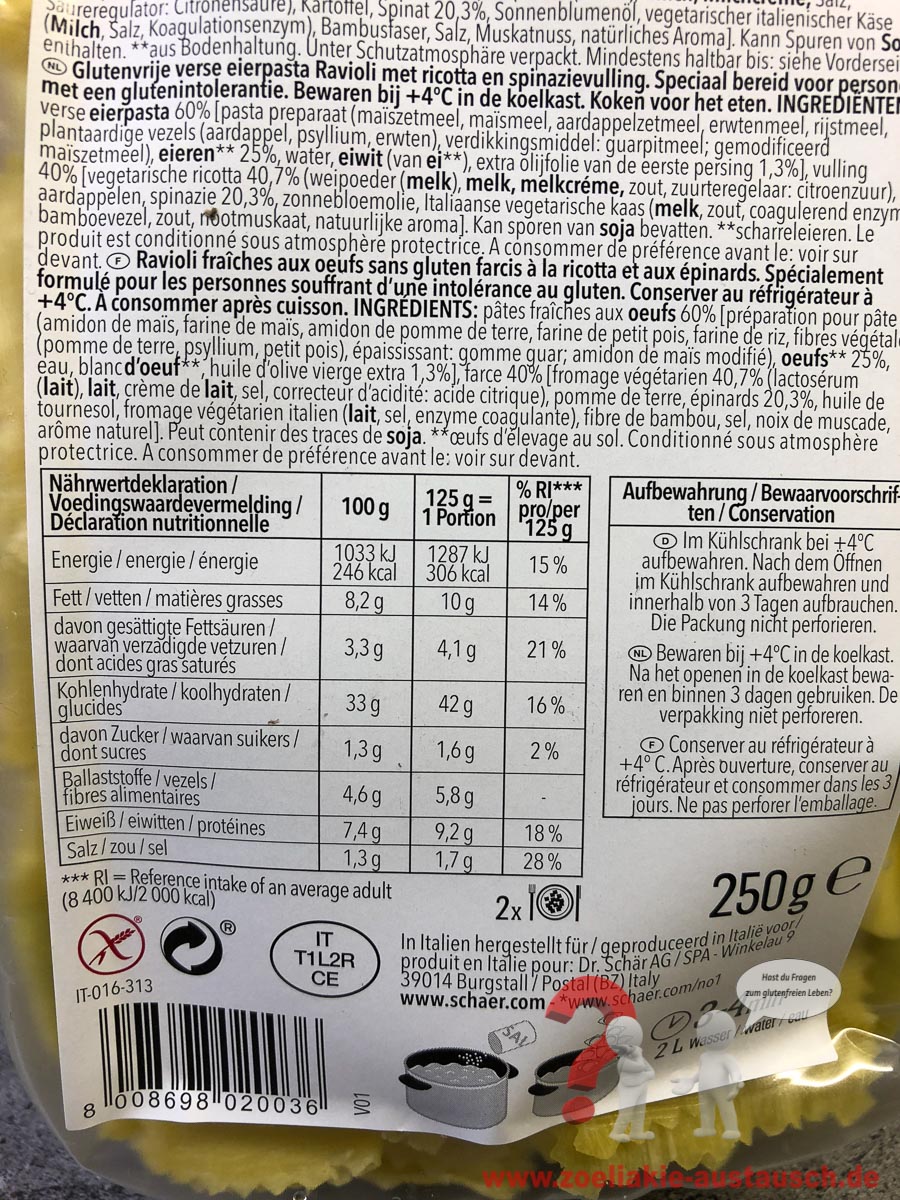 Säureregulator: Citronensäure), Kartoffel, Spinat 20,3%, Sonnenblumenöl, vegetarischer italienischer Käse
(Milch, Salz, Koagulationsenzym), Bambusfaser, Salz, Muskatnuss, natürliches Aroma]. Kann Spuren von So
enthalten. **aus Bodenhaltung. Unter Schutzatmosphäre verpackt. Mindestens haltbar bis: siehe Vordersei
NL Glutenvrije verse eierpasta Ravioli met ricotta en spinazievulling. Speciaal bereid voor person
met een glutenintolerantie. Bewaren bij +4°C in de koelkast. Koken voor het eten. INGREDIËNTEN
verse eierpasta 60% [pasta preparaat (maïszetmeel, maïsmeel, aardappelzetmeel, erwtenmeel, rijstmeel,
plantaardige vezels (aardappel, psyllium, erwten), verdikkingsmiddel: guarpitmeel; gemodificeerd
maïszetmeel), eieren** 25%, water, eiwit (van ei**), extra olijfolie van de eerste persing 1,3%], vulling
40% [vegetarische ricotta 40,7% (weipoeder (melk), melk, melkcréme, zout, zuurteregelaar: citroenzuur),
aardappelen, spinazie 20,3%, zonnebloemolie, Italiaanse vegetarische kaas (melk, zout, coagulerend enzym
bamboevezel, zout, nootmuskaat, natuurlijke aroma]. Kan sporen van soja bevatten. **scharreleieren. Le
produit est conditionné sous atmosphère protectrice. A consommer de préférence avant le: voir sur
devant. F Ravioli fraîches aux oeufs sans gluten farcis à la ricotta et aux épinards. Spécialement
formulé pour les personnes souffrant d'une intolérance au gluten. Conserver au réfrigérateur à
+4°C. À consommer après cuisson. INGRÉDIENTS: pâtes fraîches aux oeufs 60% [préparation pour pâte
(amidon de maïs, farine de maïs, amidon de pomme de terre, farine de petit pois, farine de riz, fibres végétal
(pomme de terre, psyllium, petit pois), épaississant: gomme guar; amidon de maïs modifié), oeufs** 25%,
eau, blanc d'oeuf**, huile d'olive vierge extra 1,3%], farce 40% [fromage végétarien 40,7% (lactosérum
(lait), lait, crème de lait, sel, correcteur d'acidité: acide citrique), pomme de terre, épinards 20,3%, huile de
tournesol, fromage végétarien italien (lait, sel, enzyme coagulante), fibre de bambou, sel, noix de muscade,
arôme naturel]. Peut contenir des traces de soja. **œufs d'élevage au sol. Conditionné sous atmosphère
protectrice. A consommer de préférence avant le: voir sur devant.
Nährwertdeklaration /
Voedingswaardevermelding /
Déclaration nutritionnelle
100 g
125 g =
1 Portion
% RI***
pro/per
125 g
Energie / energie / énergie
1033 kJ
246 kcal
1287 kJ
306 kcal
15 %
Fett / vetten / matières grasses 8,2 g 10 g 14 %
davon gesättigte Fettsäuren /
waarvan verzadigde vetzuren /
dont acides gras saturés
3,3 g 4,1 g 21 %
Kohlenhydrate / koolhydraten /
glucides
33 g 42 g 16 %
davon Zucker / waarvan suikers /
dont sucres
1,3 g 1,6 g 2 %
Ballaststoffe / vezels /
fibres alimentaires
4,6 g 5,8 g -
Eiweiß / eiwitten / protéines 7,4 g 9,2 g 18 %
Salz / zou / sel 1,3 g 1,7 g 28 %
*** RI = Reference intake of an average adult
(8 400 kJ/2 000 kcal)
Aufbewahrung / Bewaarvoorschrif-
ten / Conservation
D Im Kühlschrank bei +4°C
aufbewahren. Nach dem Öffnen
im Kühlschrank aufbewahren und
innerhalb von 3 Tagen aufbrauchen.
Die Packung nicht perforieren.
NL Bewaren bij +4°C in de koelkast.
Na het openen in de koelkast bewa-
ren en binnen 3 dagen gebruiken. De
verpakking niet perforeren.
F Conserver au réfrigérateur à
+4° C. Après ouverture, conserver au
réfrigérateur et consommer dans les 3
jours. Ne pas perforer l'emballage.
2x
250g e
IT-016-313
®
IT
T1L2R
CE
In Italien hergestellt für / geproduceerd in Italië voor /
produit en Italie pour: Dr. Schär AG / SPA - Winkelau 9
39014 Burgstall / Postal (BZ) Italy
www.schaer.com *www.schaer.com/no1
SAL
2 L Wasser / water / eau
Hast du Fragen
zum glutenfreien Leben?
8 008698 020036
V01
www.zoeliakie-austausch.de